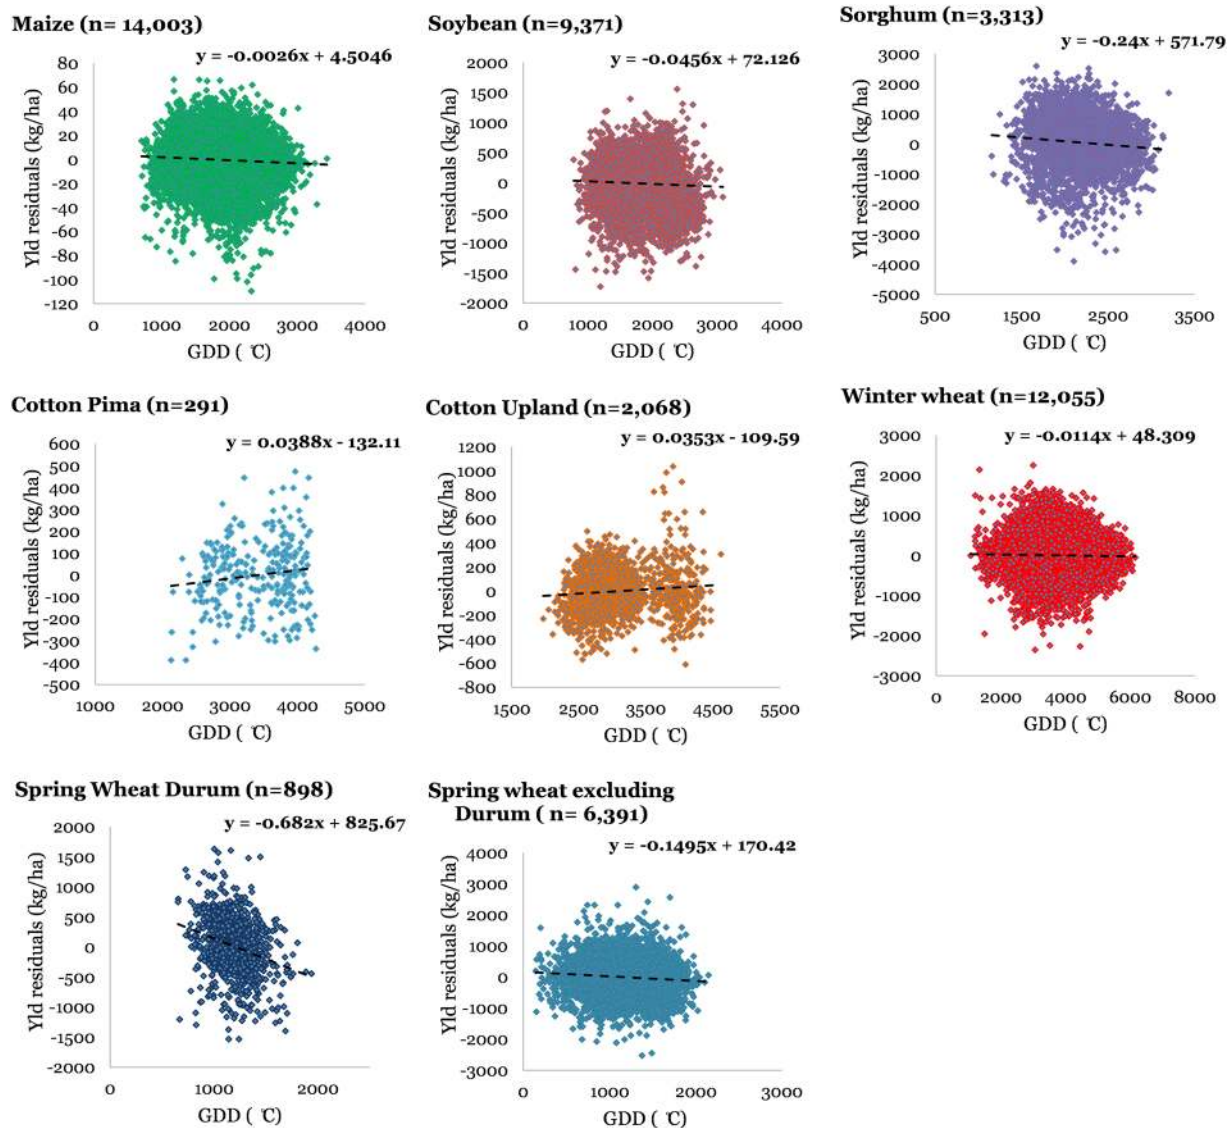 Maize (n= 14,003)
y = -0.0026x + 4.5046
Yld residuals (kg/ha)
80
60
40
20
0
-20
-40
-60
-80
-100
-120
0 1000 2000 3000 4000
GDD ( ℃)
Soybean (n=9,371)
y = -0.0456x + 72.126
Yld residuals (kg/ha)
2000
1500
1000
500
0
-500
-1000
-1500
-2000
0 1000 2000 3000 4000
GDD ( ℃)
Sorghum (n=3,313)
y = -0.24x + 571.79
Yld residuals (kg/ha)
3000
2000
1000
0
-1000
-2000
-3000
-4000
-5000
500 1500 2500 3500
GDD ( ℃)
Cotton Pima (n=291)
y = 0.0388x - 132.11
Yld residuals (kg/ha)
600
500
400
300
200
100
0
-100
-200
-300
-400
-500
1000 2000 3000 4000 5000
GDD ( ℃)
Cotton Upland (n=2,068)
y = 0.0353x - 109.59
Yld residuals (kg/ha)
1200
1000
800
600
400
200
0
-200
-400
-600
-800
1500 2500 3500 4500 5500
GDD ( ℃)
Winter wheat (n=12,055)
y = -0.0114x + 48.309
Yld residuals (kg/ha)
3000
2000
1000
0
-1000
-2000
-3000
0 2000 4000 6000 8000
GDD ( ℃)
Spring Wheat Durum (n=898)
y = -0.682x + 825.67
Yld residuals (kg/ha)
2000
1500
1000
500
0
-500
-1000
-1500
-2000
0 1000 2000
GDD ( ℃)
Spring wheat excluding
Durum ( n= 6,391)
y = -0.1495x + 170.42
Yld residuals (kg/ha)
4000
3000
2000
1000
0
-1000
-2000
-3000
0 1000 2000 3000
GDD ( ℃)